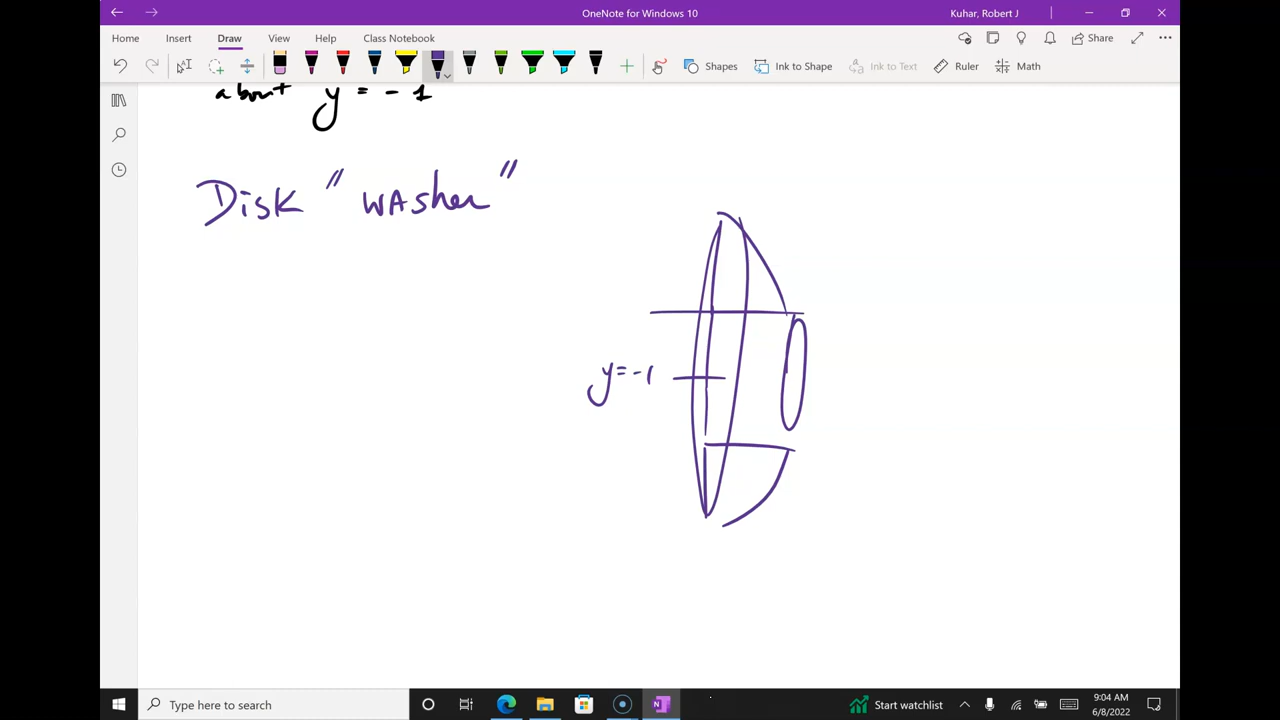 OneNote for Windows 10
Kuhar, Robert J
Home Insert Draw View Help Class Notebook
Share
Shapes Ink to Shape Ink to Text Ruler Math
about y = - 1
Disk "washer"
y = -1
Type here to search
Start watchlist
9:04 AM
6/8/2022